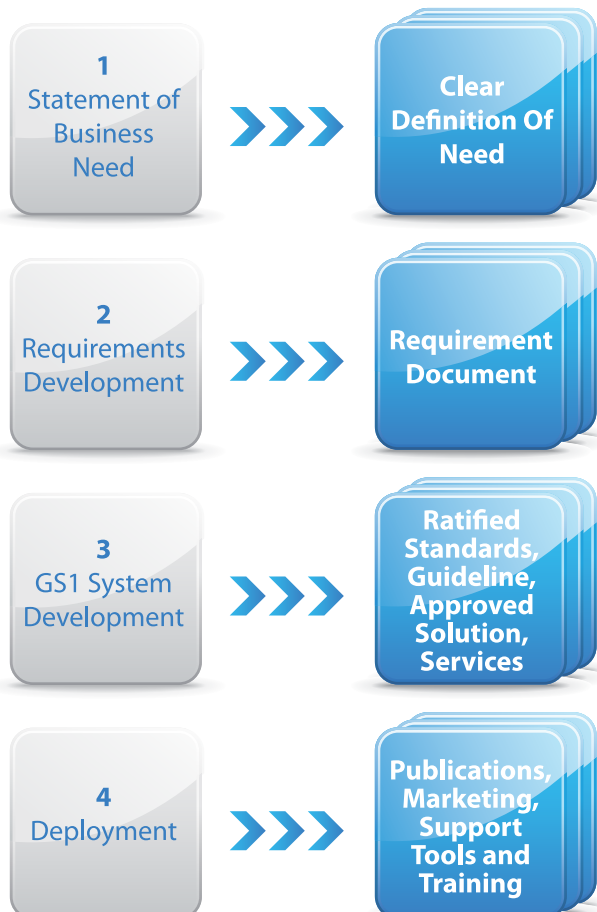 1
Statement of
Business
Need
Clear
Definition Of
Need
2
Requirements
Development
Requirement
Document
3
GS1 System
Development
Ratified
Standards,
Guideline,
Approved
Solution,
Services
4
Deployment
Publications,
Marketing,
Support
Tools and
Training